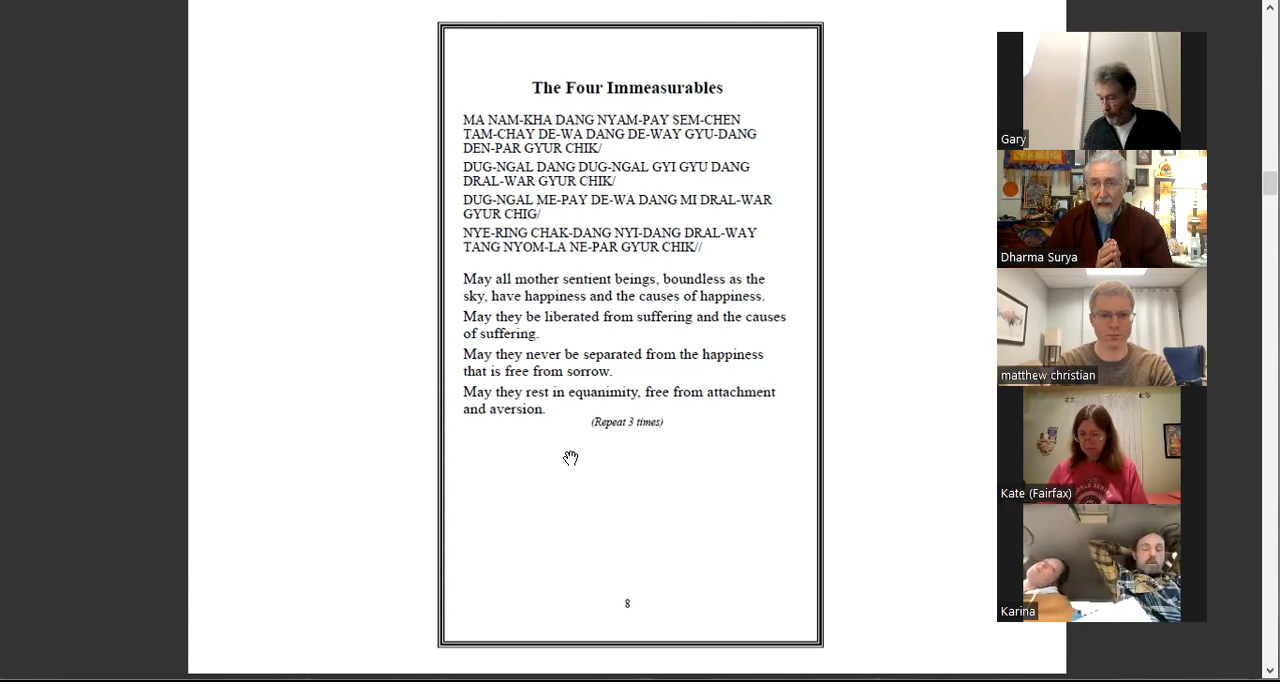 The Four Immeasurables
MA NAM-KHA DANG NYAM-PAY SEM-CHEN
TAM-CHAY DE-WA DANG DE-WAY GYU-DANG
DEN-PAR GYUR CHIK/
DUG-NGAL DANG DUG-NGAL GYI GYU DANG
DRAL-WAR GYUR CHIK/
DUG-NGAL ME-PAY DE-WA DANG MI DRAL-WAR
GYUR CHIG/
NYE-RING CHAK-DANG NYI-DANG DRAL-WAY
TANG NYOM-LA NE-PAR GYUR CHIK//
May all mother sentient beings, boundless as the
sky, have happiness and the causes of happiness.
May they be liberated from suffering and the causes
of suffering.
May they never be separated from the happiness
that is free from sorrow.
May they rest in equanimity, free from attachment
and aversion.
(Repeat 3 times)
8
Gary
Dharma Surya
matthew christian
Kate (Fairfax)
Karina